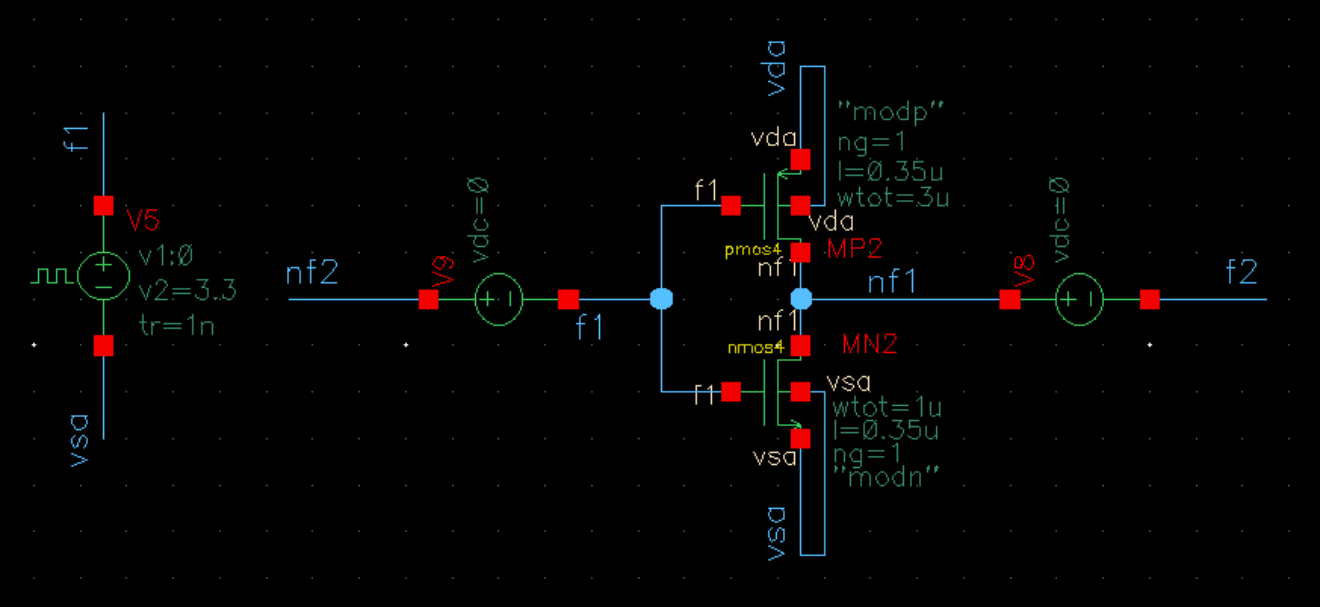 f1
V5
v1:0
v2=3.3
tr=1n
vsa
nf2
V9
vdc=0
f1
vda
"modp"
ng=1
l=0.35u
wtot=3u
vda
f1
vda
pmos4
MP2
nf1
nf1
nf1
nmos4
MN2
f1
vsa
wtot=1u
l=0.35u
ng=1
"modn"
vsa
vsa
V8
vdc=0
f2